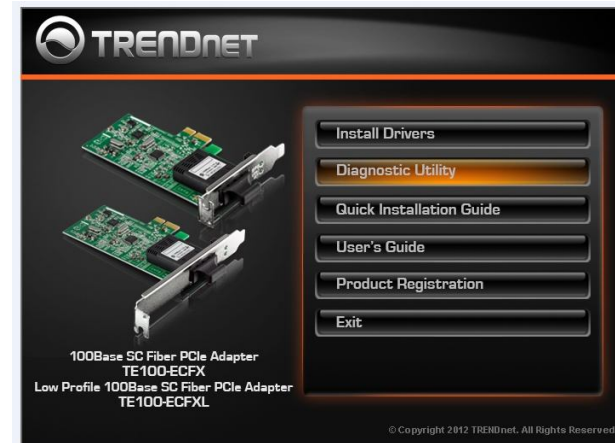 TRENDNET
Install Drivers
Diagnostic Utility
Quick Installation Guide
User's Guide
Product Registration
Exit
100Base SC Fiber PCIe Adapter
TE100-ECFX
Low Profile 100Base SC Fiber PCIe Adapter
TE100-ECFXL
© Copyright 2012 TRENDnet. All Rights Reserved